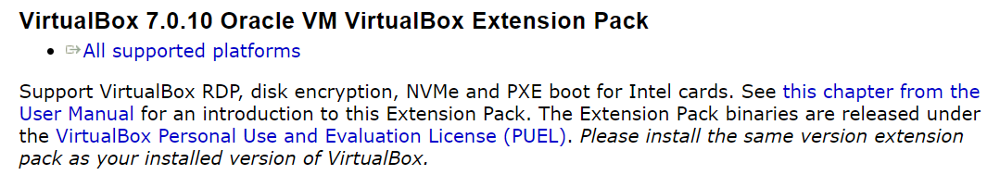 VirtualBox 7.0.10 Oracle VM VirtualBox Extension Pack
• All supported platforms
Support VirtualBox RDP, disk encryption, NVMe and PXE boot for Intel cards. See this chapter from the
User Manual for an introduction to this Extension Pack. The Extension Pack binaries are released under
the VirtualBox Personal Use and Evaluation License (PUEL). Please install the same version extension
pack as your installed version of VirtualBox.